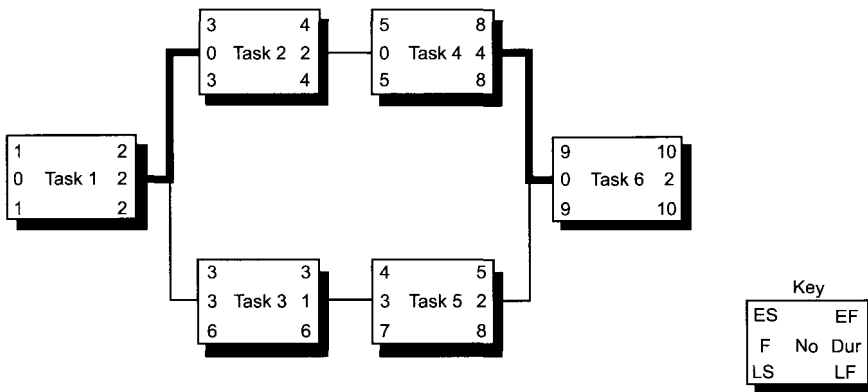 3 4
0 Task 2 2
3 4
5 8
0 Task 4 4
5 8
1 2
0 Task 1 2
1 2
9 10
0 Task 6 2
9 10
3 3
3 Task 3 1
6 6
4 5
3 Task 5 2
7 8
Key
ES EF
F No Dur
LS LF